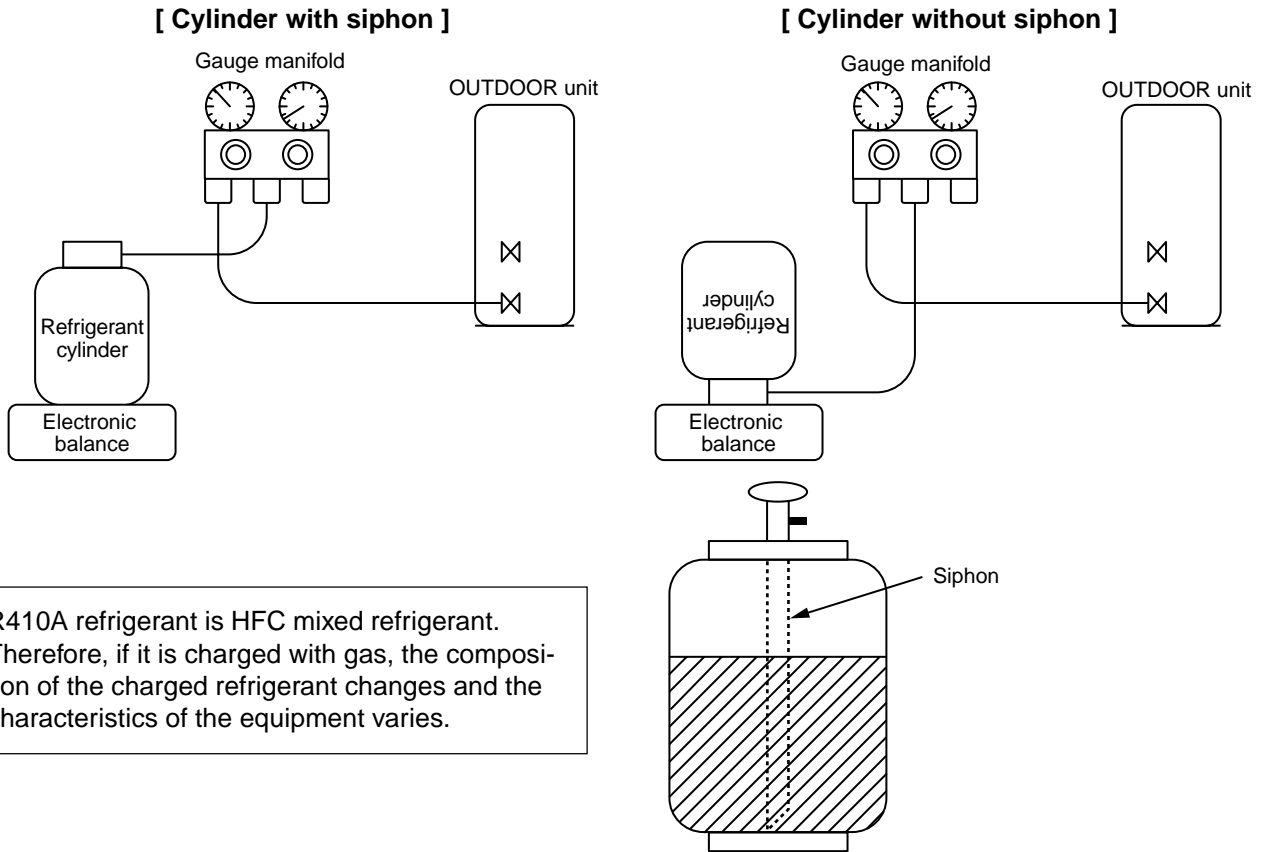 [ Cylinder with siphon ]
Gauge manifold
OUTDOOR unit
Refrigerant
cylinder
Electronic
balance
[ Cylinder without siphon ]
Gauge manifold
OUTDOOR unit
Refrigerant
cylinder
Electronic
balance
Siphon
R410A refrigerant is HFC mixed refrigerant.
Therefore, if it is charged with gas, the composi-
tion of the charged refrigerant changes and the
characteristics of the equipment varies.